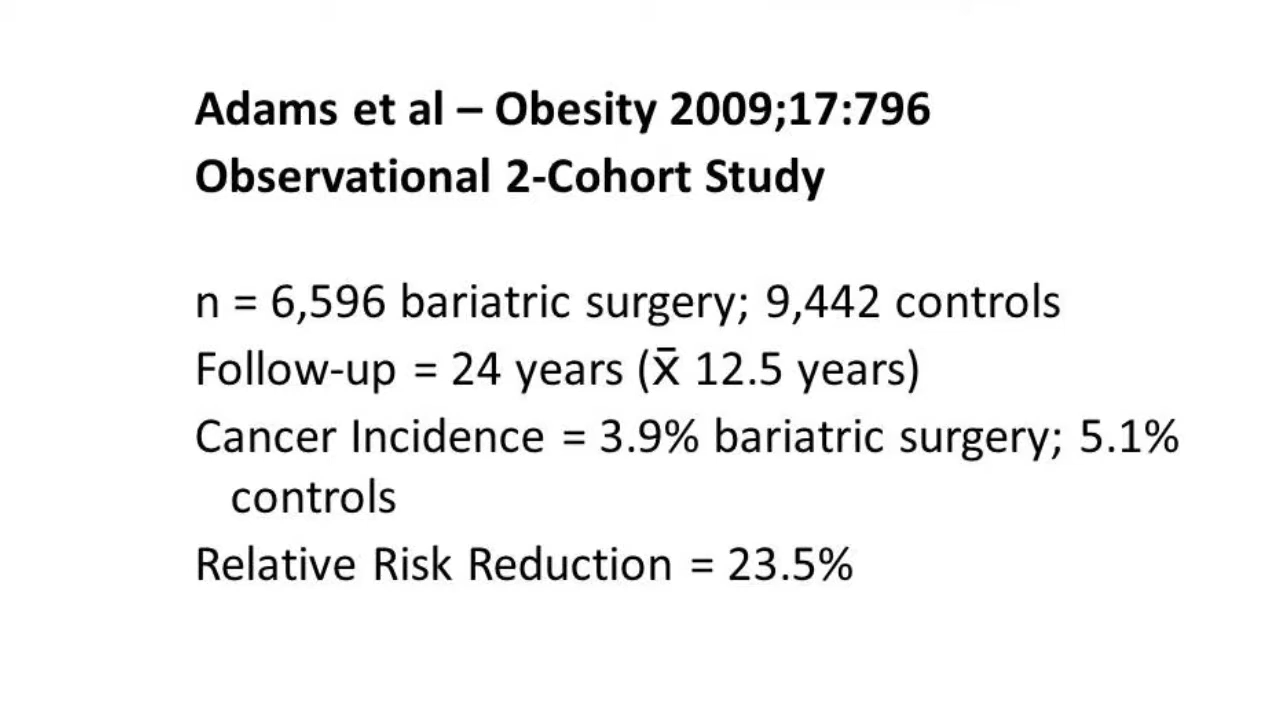 Adams et al – Obesity 2009;17:796
Observational 2-Cohort Study
n = 6,596 bariatric surgery; 9,442 controls
Follow-up = 24 years (x̄ 12.5 years)
Cancer Incidence = 3.9% bariatric surgery; 5.1%
controls
Relative Risk Reduction = 23.5%